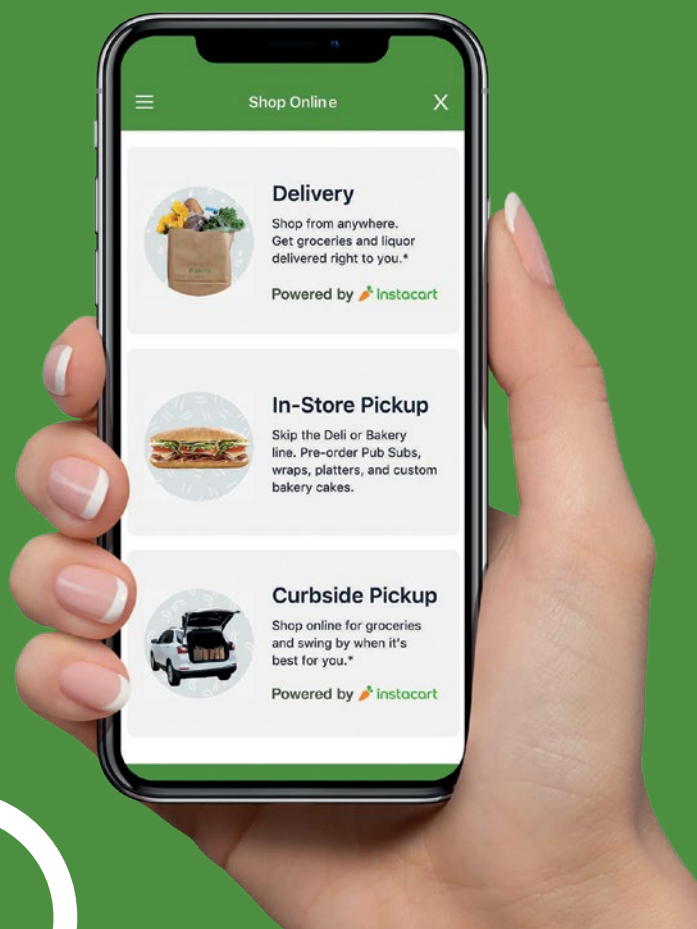 Shop Online
X
Delivery
Shop from anywhere.
Get groceries and liquor
delivered right to you.*
Powered by instacart
In-Store Pickup
Skip the Deli or Bakery
line. Pre-order Pub Subs,
wraps, platters, and custom
bakery cakes.
Curbside Pickup
Shop online for groceries
and swing by when it's
best for you.*
Powered by instacart